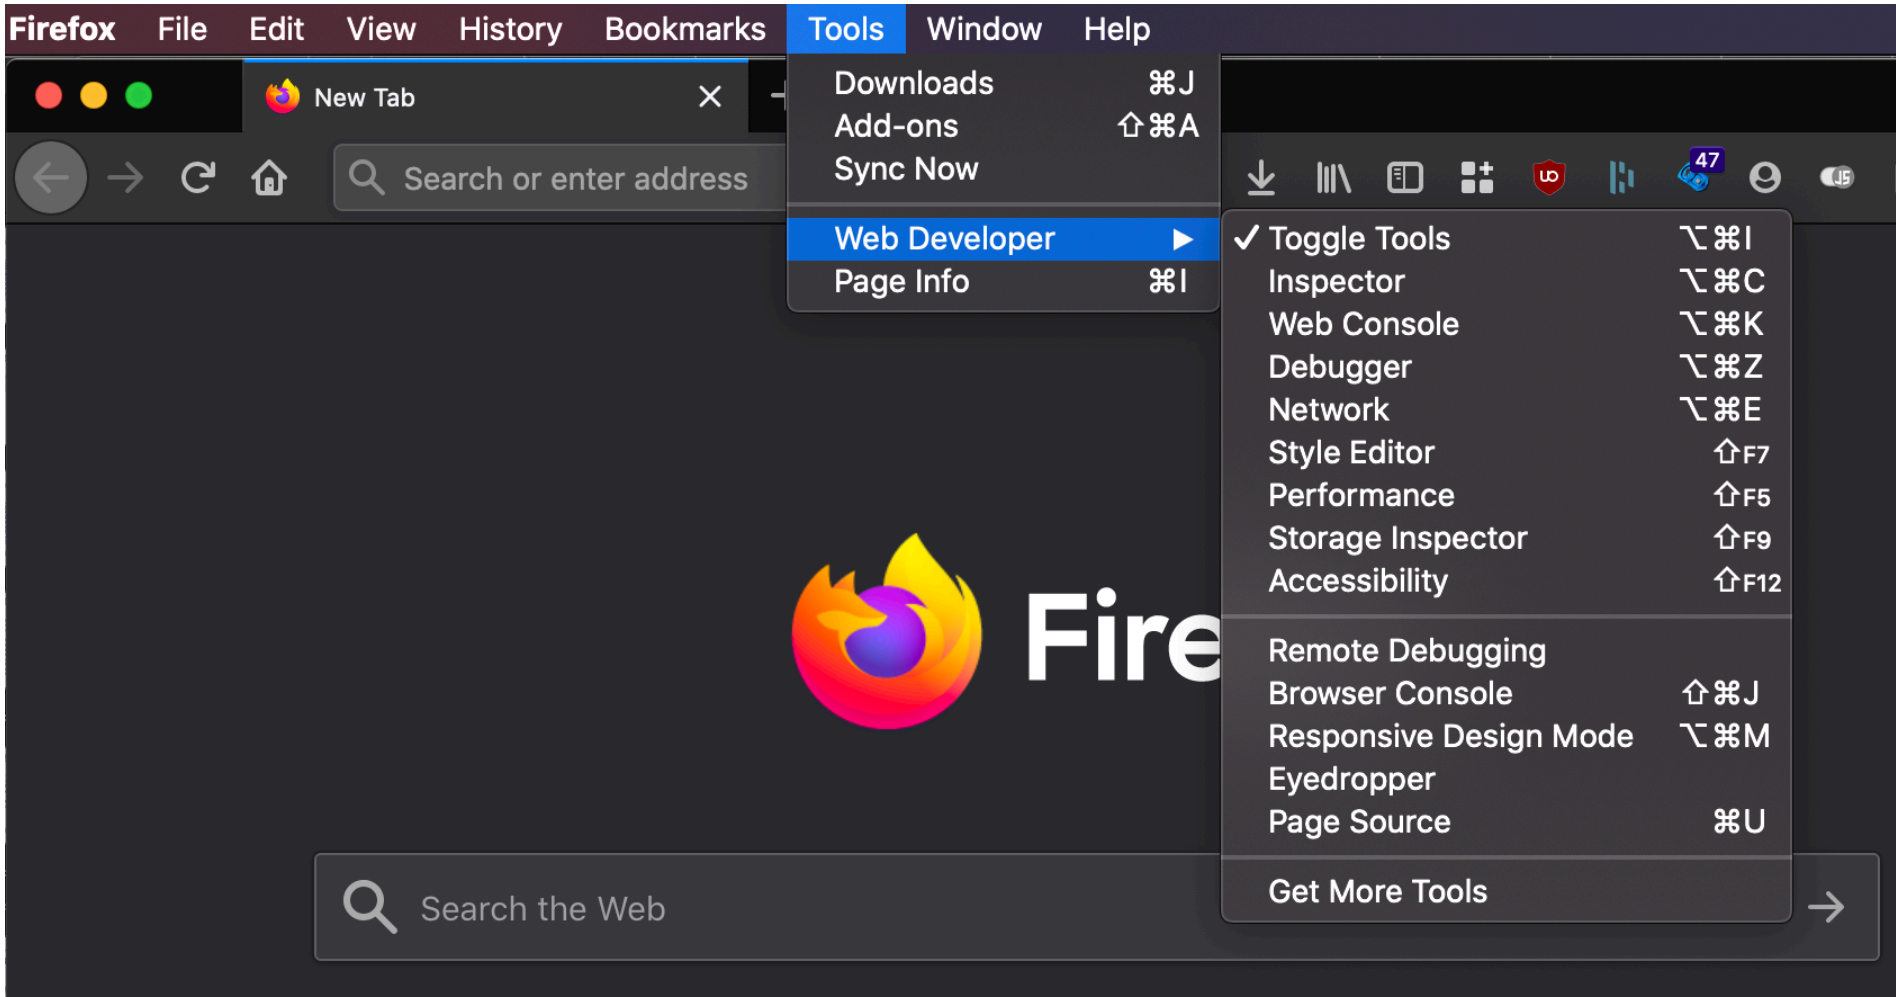 Firefox File Edit View History Bookmarks Tools Window Help
New Tab
Search or enter address
47
UO
JS
Downloads ⌘J
Add-ons ⇧⌘A
Sync Now
Web Developer ▶
Page Info ⌘I
✓ Toggle Tools ⌥⌘I
Inspector ⌥⌘C
Web Console ⌥⌘K
Debugger ⌥⌘Z
Network ⌥⌘E
Style Editor ⇧F7
Performance ⇧F5
Storage Inspector ⇧F9
Accessibility ⇧F12
Remote Debugging
Browser Console ⇧⌘J
Responsive Design Mode ⌥⌘M
Eyedropper
Page Source ⌘U
Get More Tools
Fire
Search the Web